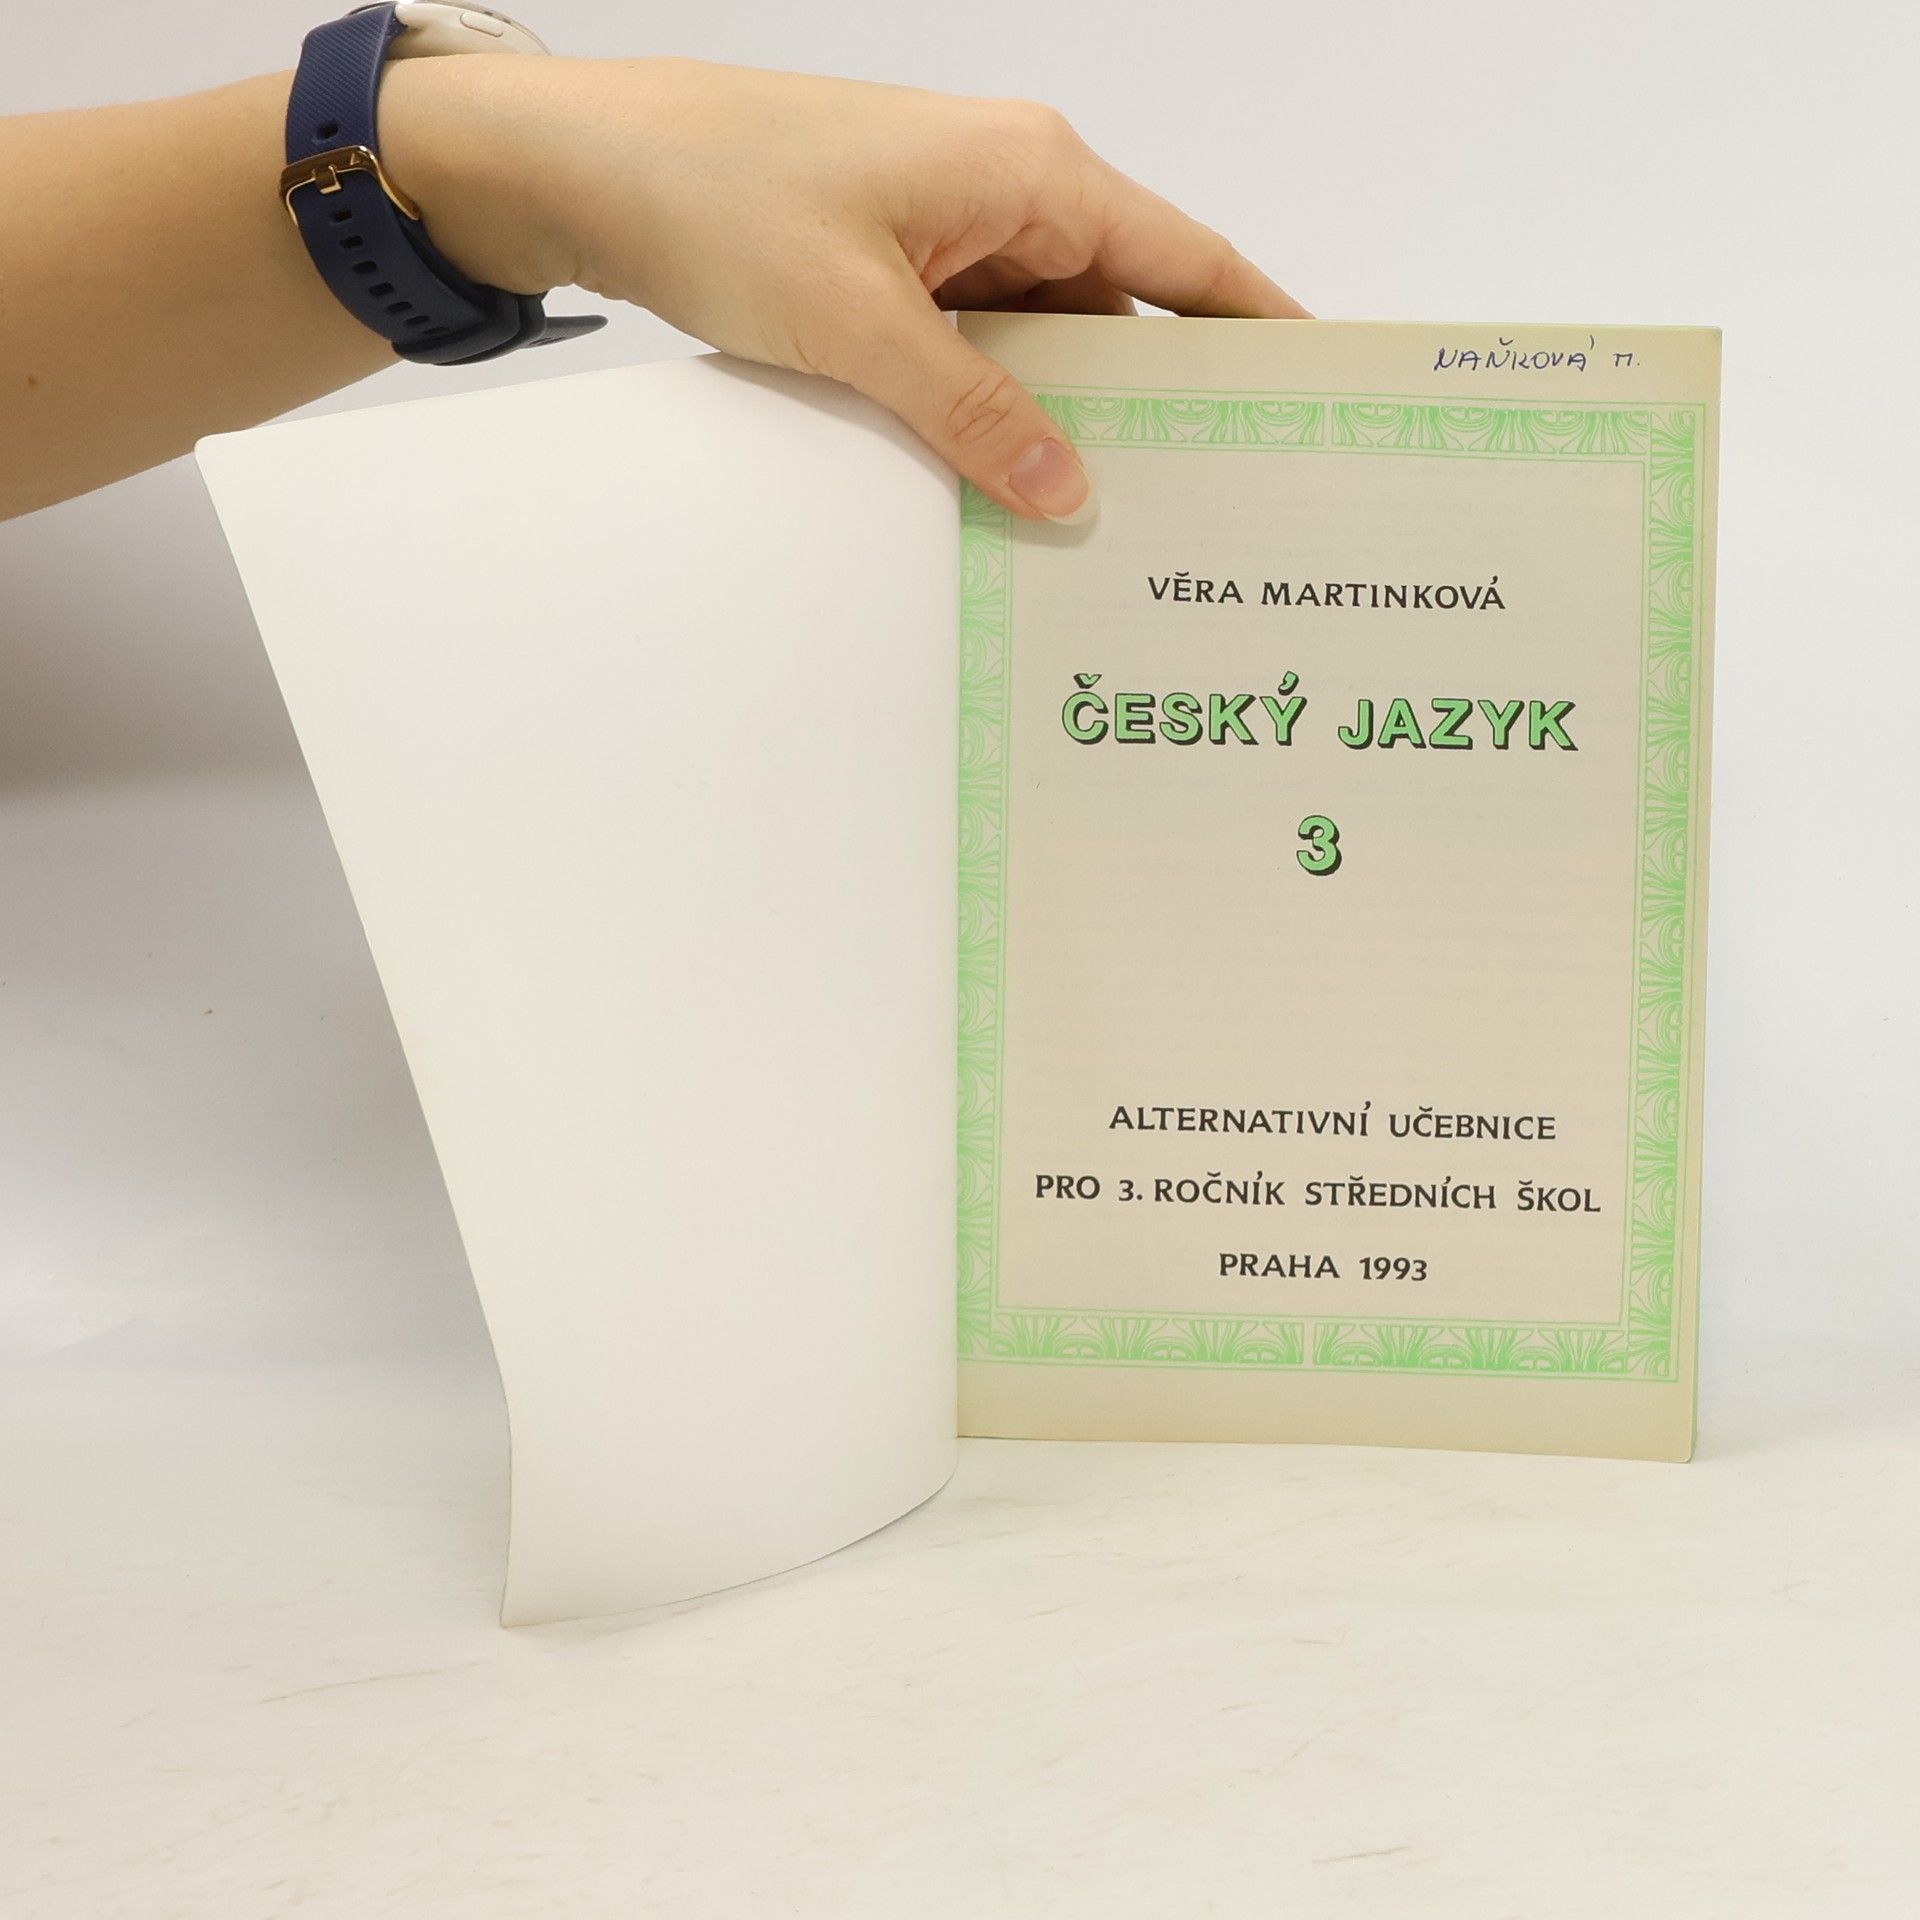 NAŇKOVÁ M.
VĚRA MARTINKOVÁ
ČESKÝ JAZYK
3
ALTERNATIVNÍ UČEBNICE
PRO 3. ROČNÍK STŘEDNÍCH ŠKOL
PRAHA 1993